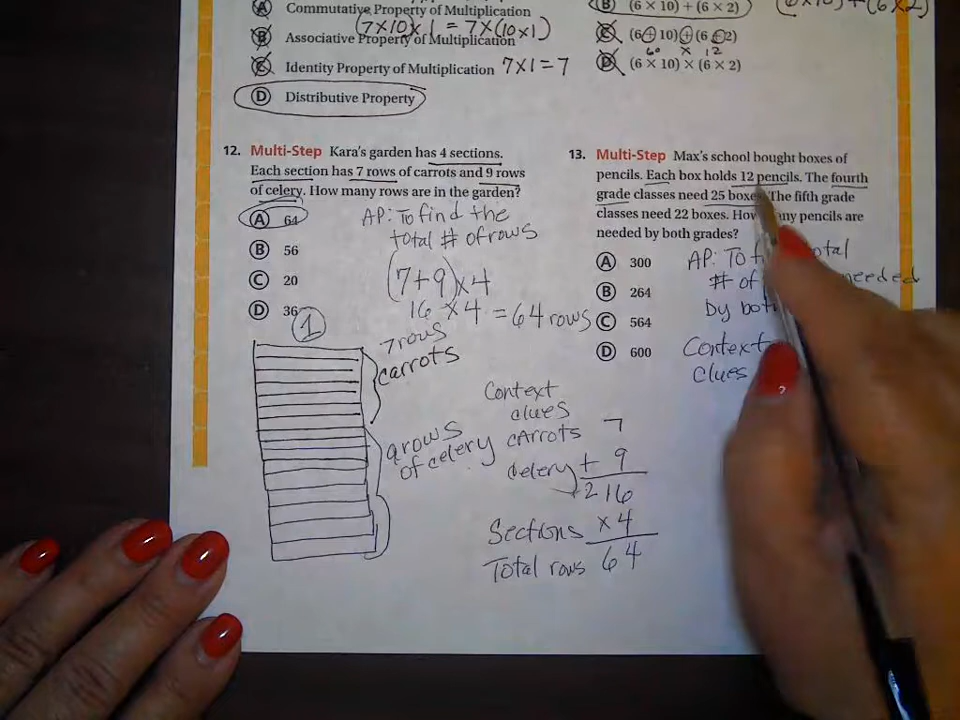 A Commutative Property of Multiplication
(7×10)×1 = 7×(10×1)
B Associative Property of Multiplication
C Identity Property of Multiplication 7×1=7
D Distributive Property
B (6 × 10) + (6 × 2)
C (6 + 10) + (6 + 2)
60 × 12
D (6 × 10) × (6 × 2)
12. Multi-Step Kara's garden has 4 sections.
Each section has 7 rows of carrots and 9 rows
of celery. How many rows are in the garden?
A 64
B 56
C 20
D 36
AP: To find the
total # of rows
(7+9)×4
16 ×4 = 64 rows
1
7 rows
carrots
9 rows
of celery
Context
clues
carrots 7
celery + 9
16
Sections ×4
Total rows 64
13. Multi-Step Max's school bought boxes of
pencils. Each box holds 12 pencils. The fourth
grade classes need 25 boxes. The fifth grade
classes need 22 boxes. How many pencils are
needed by both grades?
A 300
B 264
C 564
D 600
AP: To total
# of needed
by
Context
clues